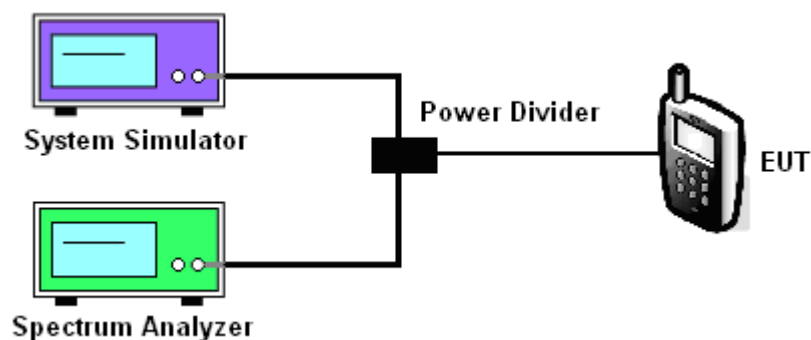 System Simulator
Power Divider
EUT
Spectrum Analyzer